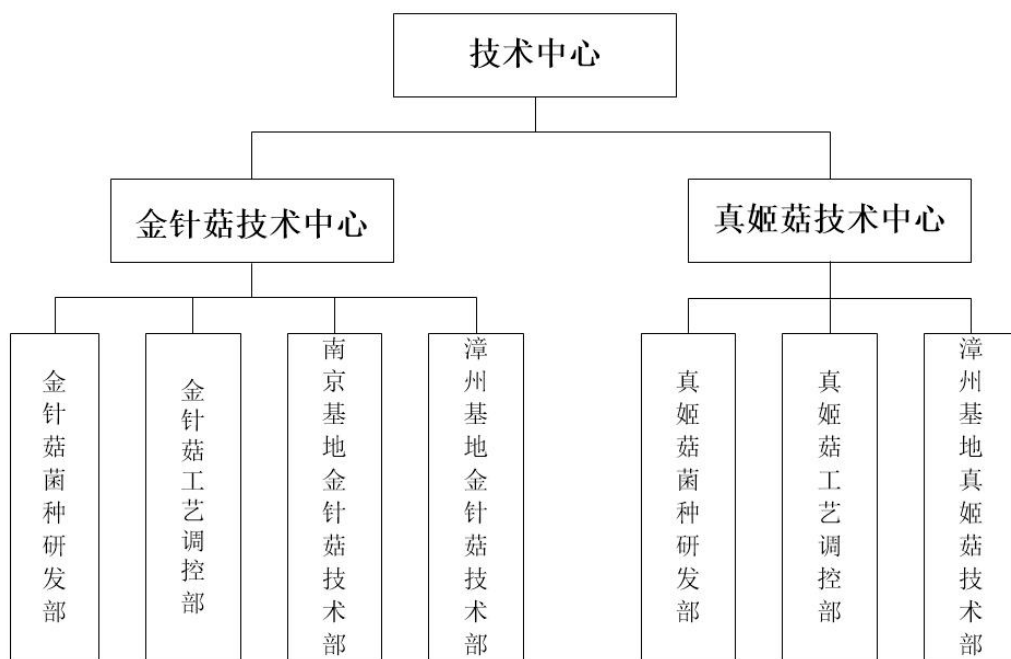 技术中心
金针菇技术中心
真姬菇技术中心
金针菇菌种研发部
金针菇工艺调控部
南京基地金针菇技术部
漳州基地金针菇技术部
真姬菇菌种研发部
真姬菇工艺调控部
漳州基地真姬菇技术部